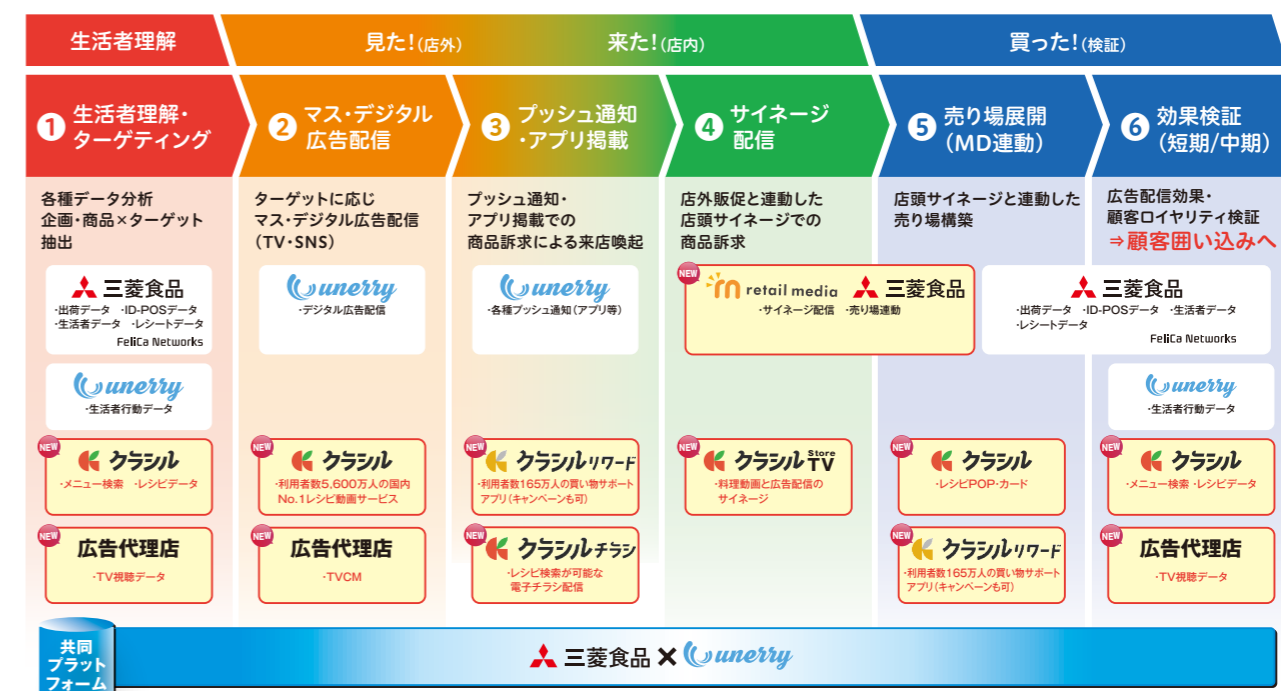 生活者理解
見た!(店外)
来た!(店内)
買った!(検証)
1 生活者理解・
ターゲティング
2 マス・デジタル
広告配信
3 プッシュ通知
・アプリ掲載
4 サイネージ
配信
5 売り場展開
(MD連動)
6 効果検証
(短期/中期)
各種データ分析
企画・商品×ターゲット
抽出
ターゲットに応じ
マス・デジタル広告配信
(TV・SNS)
プッシュ通知・
アプリ掲載での
商品訴求による来店喚起
店外販促と連動した
店頭サイネージでの
商品訴求
店頭サイネージと連動した
売り場構築
広告配信効果・
顧客ロイヤリティ検証
⇒顧客囲い込みへ
三菱食品
・出荷データ ・ID-POSデータ
・生活者データ ・レシートデータ
FeliCa Networks
unerry
・生活者行動データ
NEW
クラシル
・メニュー検索 ・レシピデータ
NEW
広告代理店
・TV視聴データ
unerry
・デジタル広告配信
NEW
クラシル
・利用者数5,600万人の国内
No.1レシピ動画サービス
NEW
広告代理店
・TVCM
unerry
・各種プッシュ通知(アプリ等)
NEW
クラシルリワード
・利用者数165万人の買い物サポート
アプリ(キャンペーンも可)
NEW
クラシルチラシ
・レシピ検索が可能な
電子チラシ配信
NEW
retail media 三菱食品
・サイネージ配信 ・売り場連動
NEW
クラシル Store TV
・料理動画と広告配信の
サイネージ
三菱食品
・出荷データ ・ID-POSデータ ・生活者データ
・レシートデータ
FeliCa Networks
NEW
クラシル
・レシピPOP・カード
NEW
クラシルリワード
・利用者数165万人の買い物サポート
アプリ(キャンペーンも可)
unerry
・生活者行動データ
NEW
クラシル
・メニュー検索・レシピデータ
NEW
広告代理店
・TV視聴データ
共同
プラット
フォーム
三菱食品 × unerry